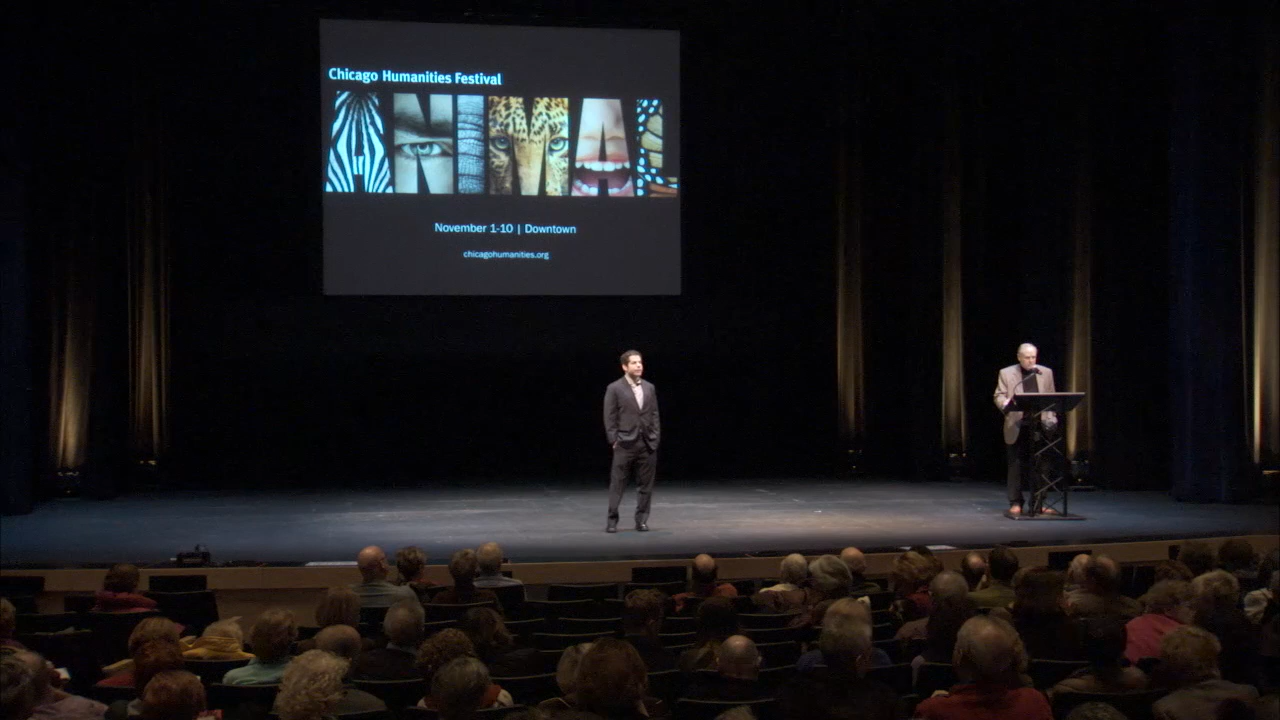 Chicago Humanities Festival
ANIMAL
November 1-10 | Downtown
chicagohumanities.org